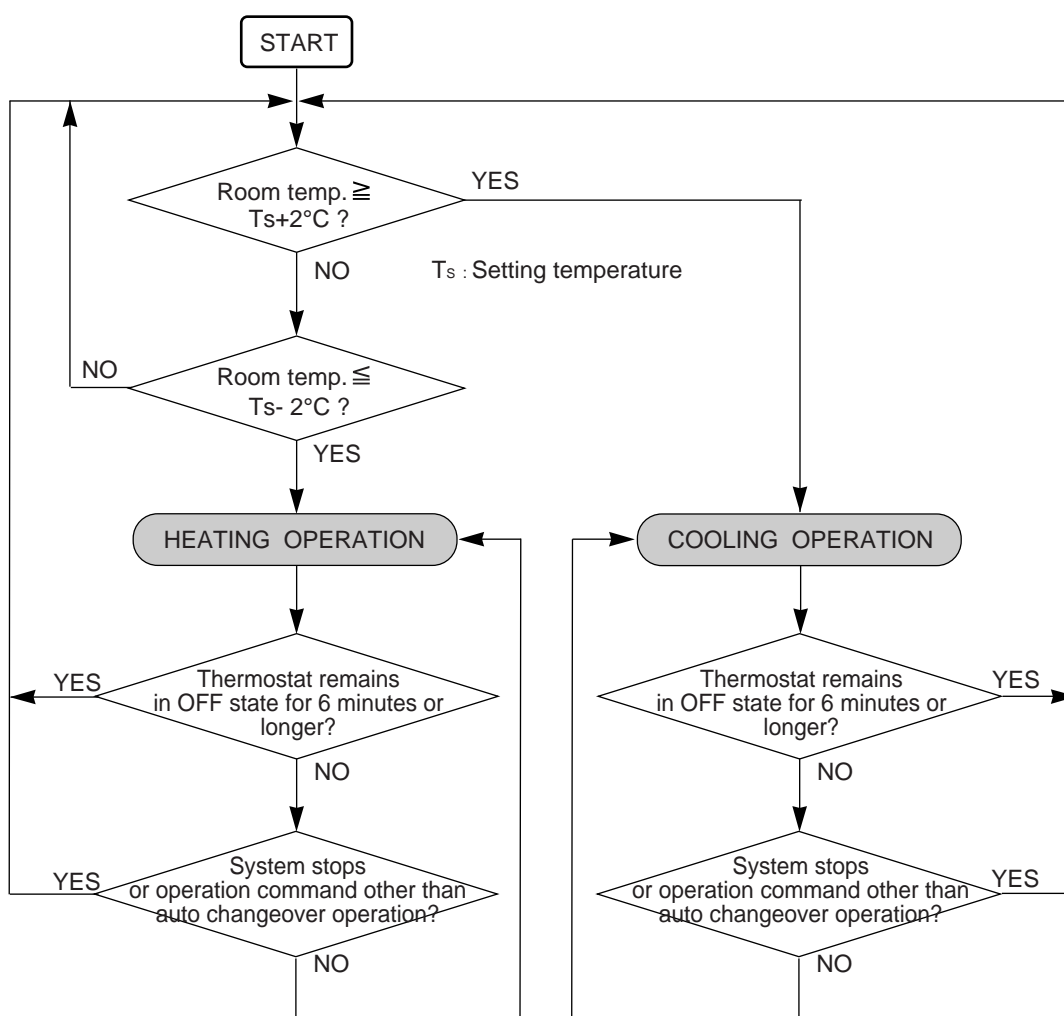 START
Room temp. ≧
Ts+2°C ?
YES
NO
Ts : Setting temperature
Room temp. ≦
Ts- 2°C ?
NO
YES
HEATING OPERATION
COOLING OPERATION
Thermostat remains
in OFF state for 6 minutes or
longer?
YES
NO
Thermostat remains
in OFF state for 6 minutes or
longer?
YES
NO
System stops
or operation command other than
auto changeover operation?
YES
NO
System stops
or operation command other than
auto changeover operation?
YES
NO